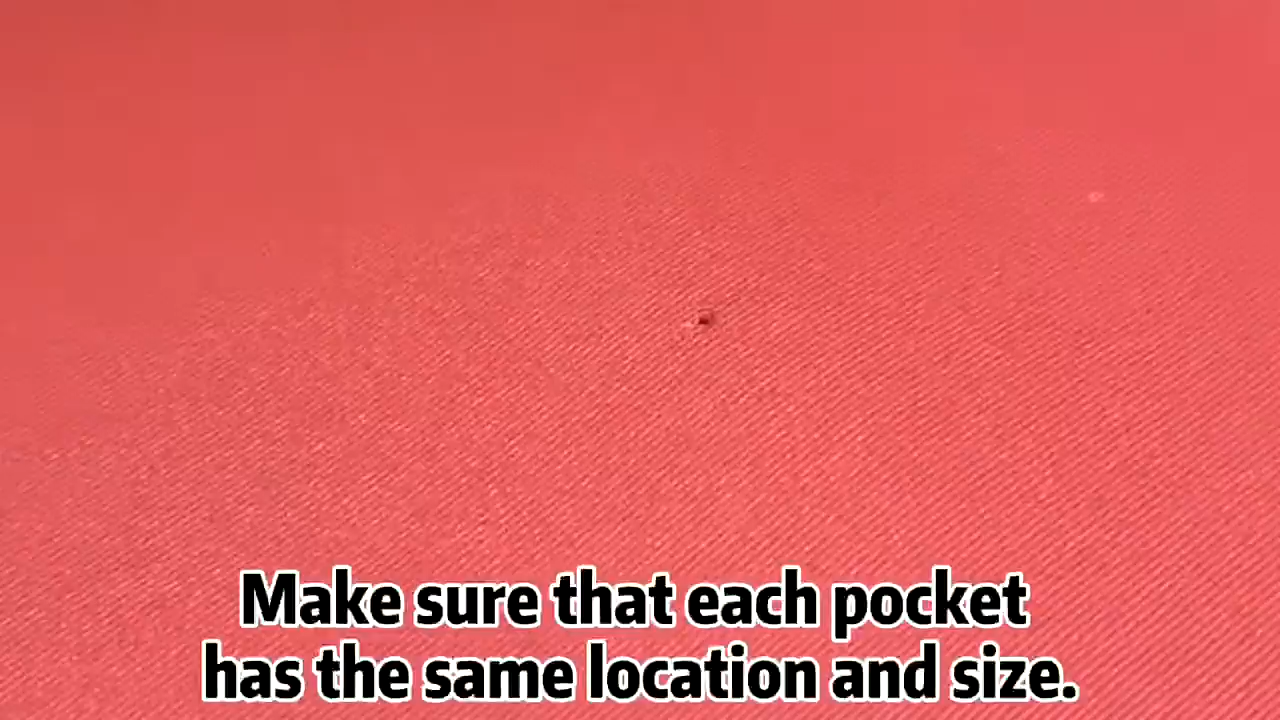 Make sure that each pocket
has the same location and size.